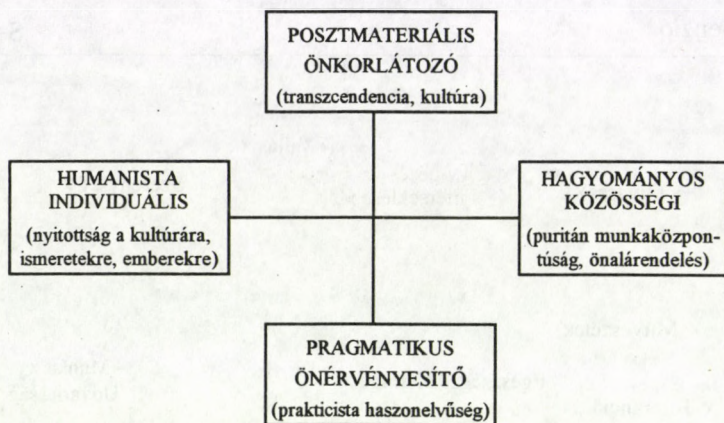 POSZTMATERIÁLIS
ÖNKORLÁTOZÓ
(transzcendencia, kultúra)
HUMANISTA
INDIVIDUÁLIS
(nyitottság a kultúrára,
ismeretekre, emberekre)
HAGYOMÁNYOS
KÖZÖSSÉGI
(puritán munkaközpon-
túság, önalárendelés)
PRAGMATIKUS
ÖNÉRVÉNYESÍTŐ
(prakticista haszonelvűség)